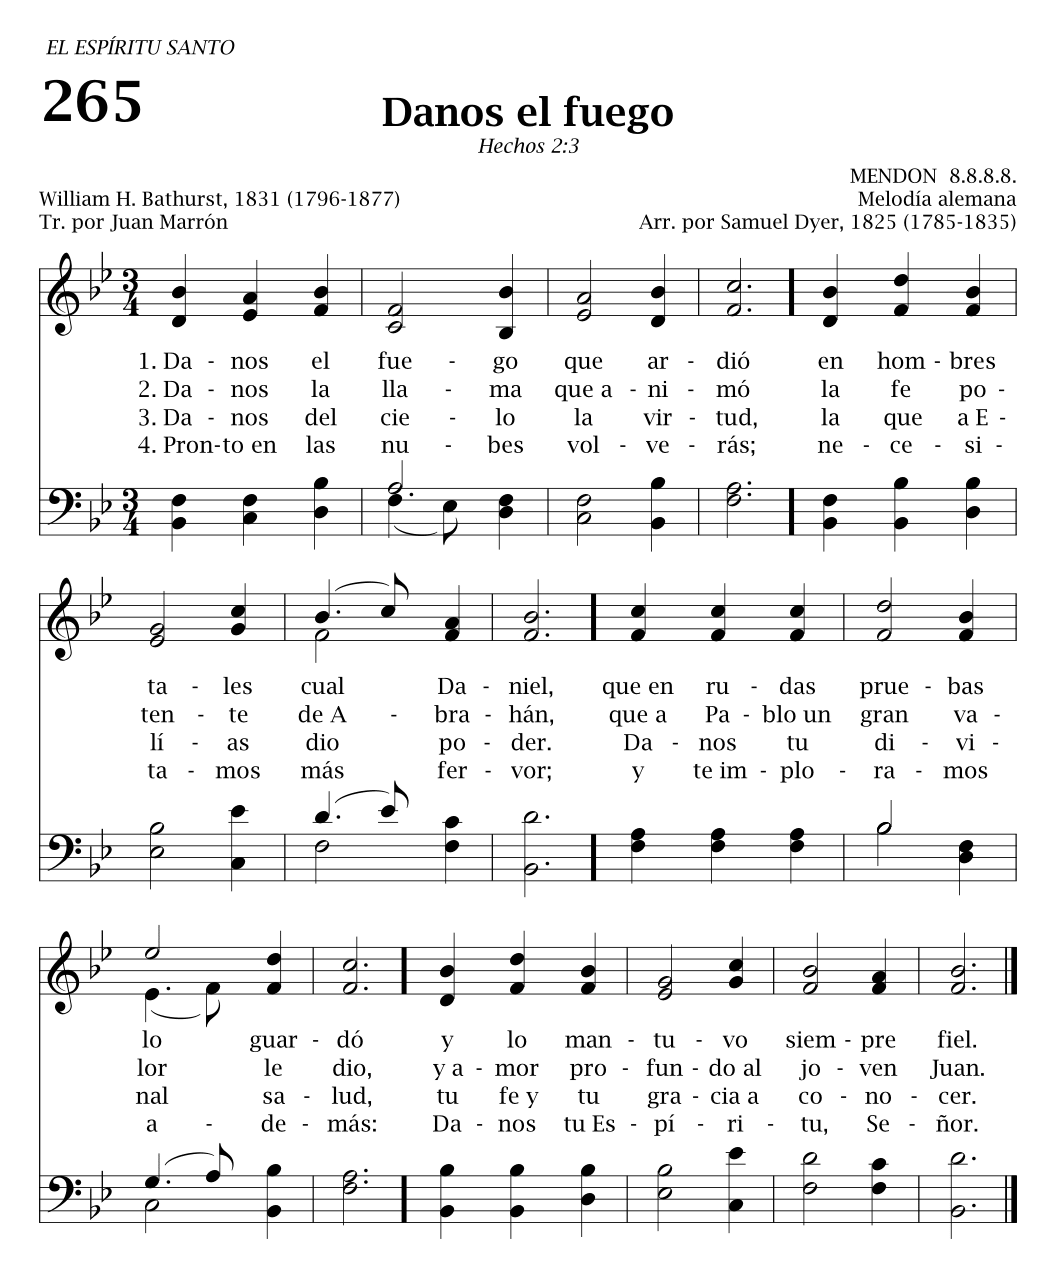 EL ESPÍRITU SANTO
265
Danos el fuego
Hechos 2:3
MENDON 8.8.8.8.
William H. Bathurst, 1831 (1796-1877)
Melodía alemana
Tr. por Juan Marrón
Arr. por Samuel Dyer, 1825 (1785-1835)
3 4
1. Da - nos el fue - go que ar - dió en hom - bres
2. Da - nos la lla - ma que a - ni - mó la fe po -
3. Da - nos del cie - lo la vir - tud, la que a E -
4. Pron-to en las nu - bes vol - ve - rás; ne - ce - si -
3 4
ta - les cual Da - niel, que en ru - das prue - bas
ten - te de A - bra - hán, que a Pa - blo un gran va -
lí - as dio po - der. Da - nos tu di - vi -
ta - mos más fer - vor; y te im - plo - ra - mos
lo guar - dó y lo man - tu - vo siem - pre fiel.
lor le dio, y a - mor pro - fun - do al jo - ven Juan.
nal sa - lud, tu fe y tu gra - cia a co - no - cer.
a - de - más: Da - nos tu Es - pí - ri - tu, Se - ñor.